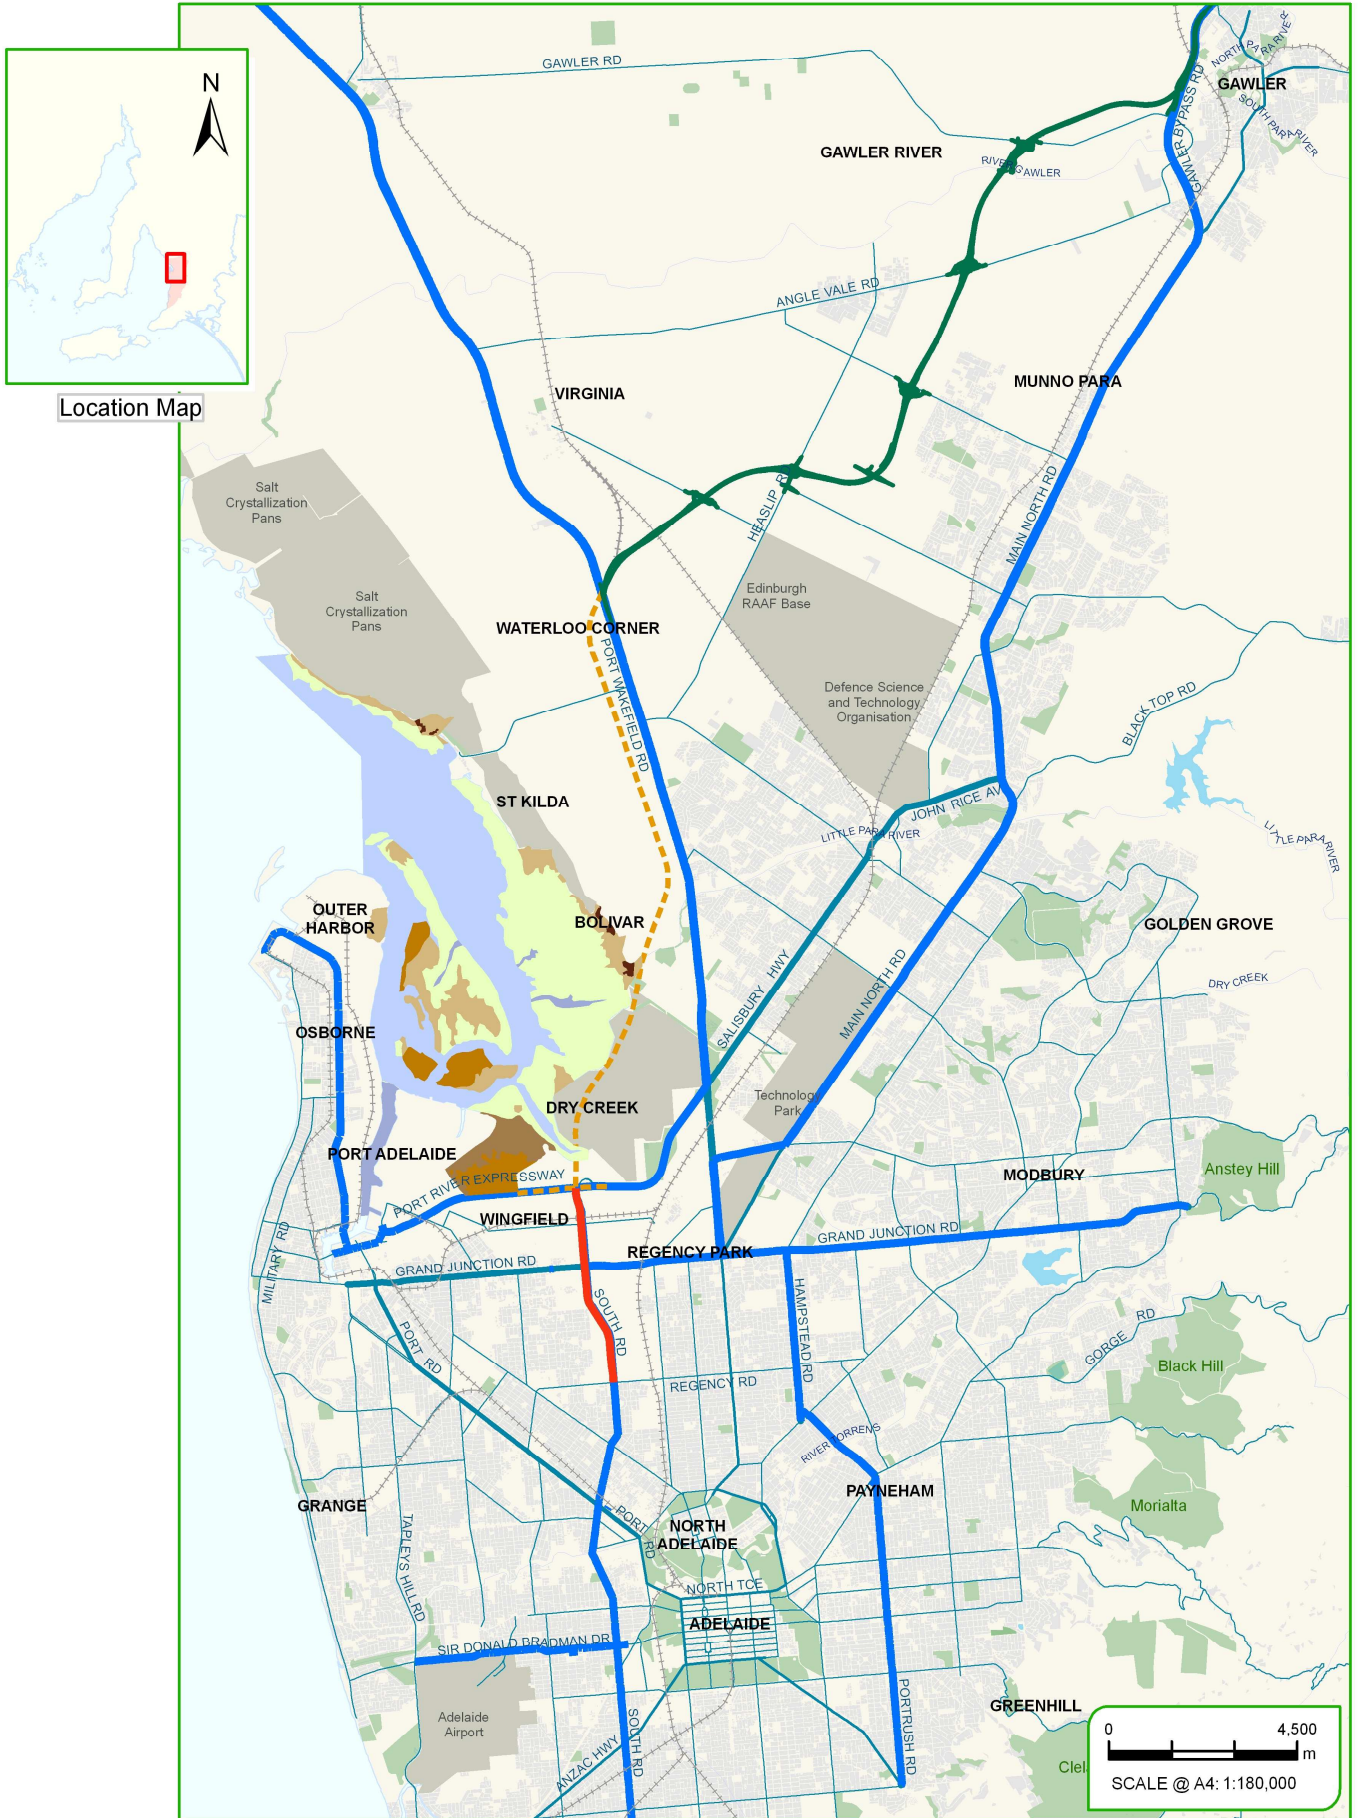 N
Location Map
GAWLER RD
NORTH PARA RIVER
GAWLER
SOUTH PARA RIVER
GAWLER BYPASS RD
GAWLER RIVER
RIVER GAWLER
ANGLE VALE RD
MUNNO PARA
VIRGINIA
Salt
Crystallization
Pans
HEASLIP R
MAIN NORTH RD
Salt
Crystallization
Pans
Edinburgh
RAAF Base
WATERLOO CORNER
PORT WAKEFIELD RD
Defence Science
and Technology
Organisation
BLACK TOP RD
ST KILDA
JOHN RICE AV
LITTLE PARA RIVER
LITTLE PARA RIVER
OUTER
HARBOR
BOLIVAR
GOLDEN GROVE
SALISBURY HWY
MAIN NORTH RD
DRY CREEK
OSBORNE
DRY CREEK
Technology
Park
PORT ADELAIDE
MODBURY
Anstey Hill
PORT RIVER EXPRESSWAY
WINGFIELD
MILITARY RD
REGENCY PARK
GRAND JUNCTION RD
GRAND JUNCTION RD
SOUTH RD
HAMPSTEAD RD
PORT RD
GORGE RD
Black Hill
REGENCY RD
RIVER TORRENS
PAYNEHAM
GRANGE
Morialta
TAPLEYS HILL RD
PORT RD
NORTH
ADELAIDE
NORTH TCE
ADELAIDE
SIR DONALD BRADMAN DR
Adelaide
Airport
GREENHILL
PORTRUSH RD
SOUTH RD
ANZAC HWY
Clel
0 4,500
m
SCALE @ A4: 1:180,000